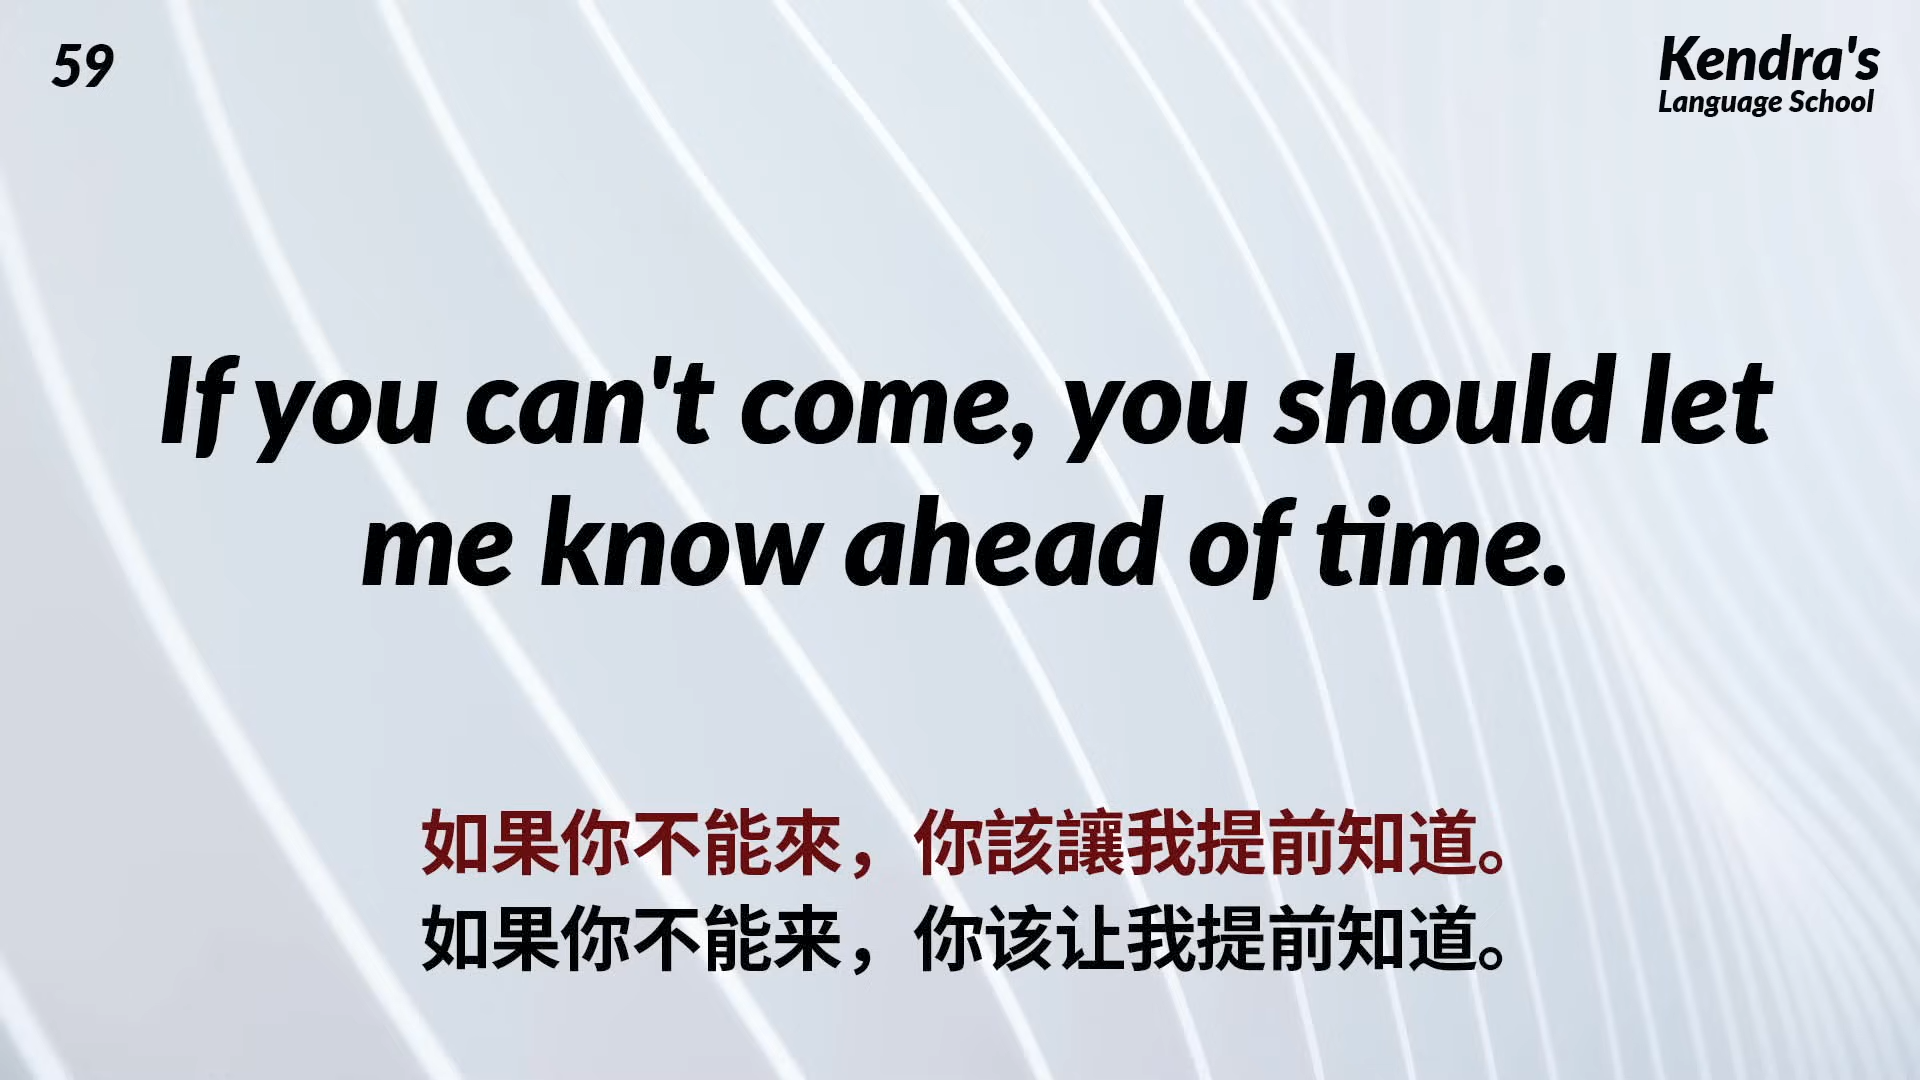 59
Kendra's
Language School
If you can't come, you should let
me know ahead of time.
如果你不能來，你該讓我提前知道。
如果你不能来，你该让我提前知道。